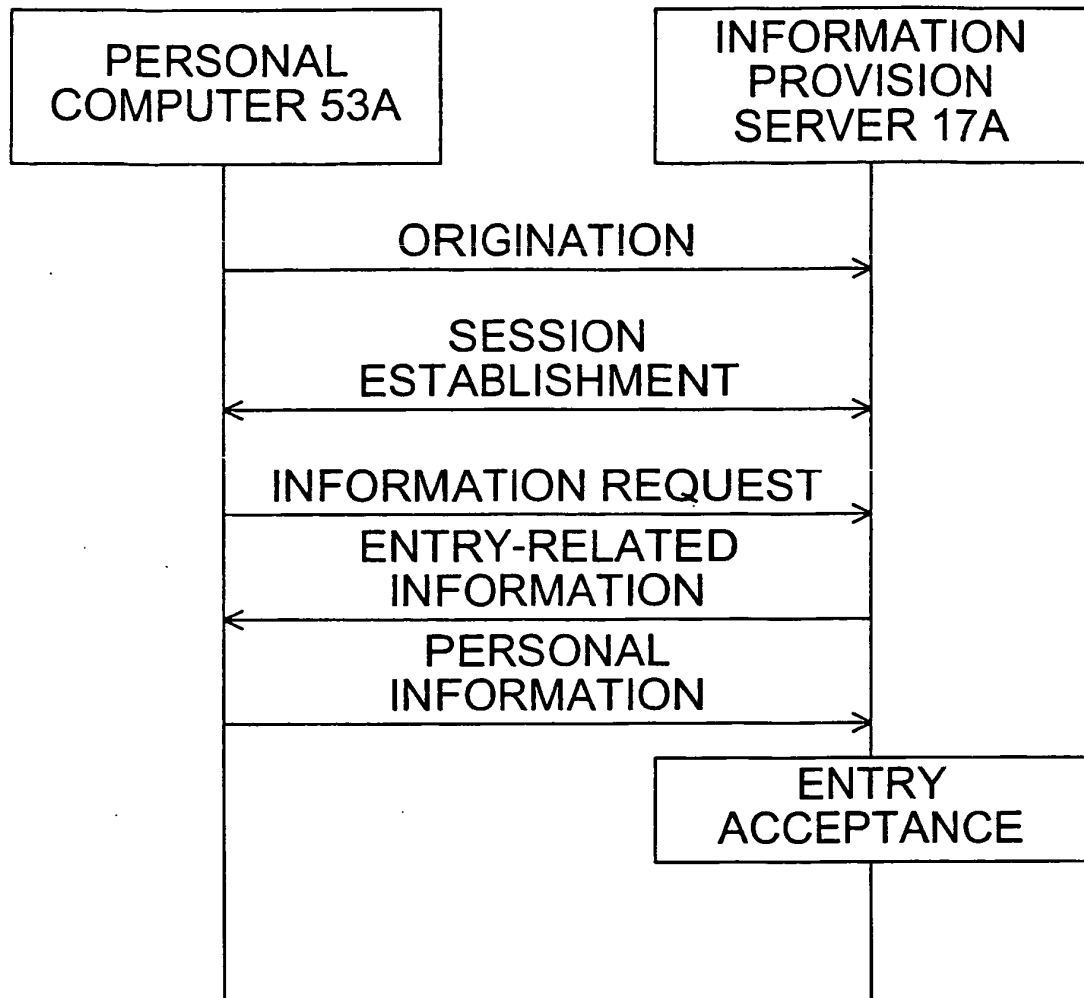 PERSONAL
COMPUTER 53A
INFORMATION
PROVISION
SERVER 17A
ORIGINATION
SESSION
ESTABLISHMENT
INFORMATION REQUEST
ENTRY-RELATED
INFORMATION
PERSONAL
INFORMATION
ENTRY
ACCEPTANCE